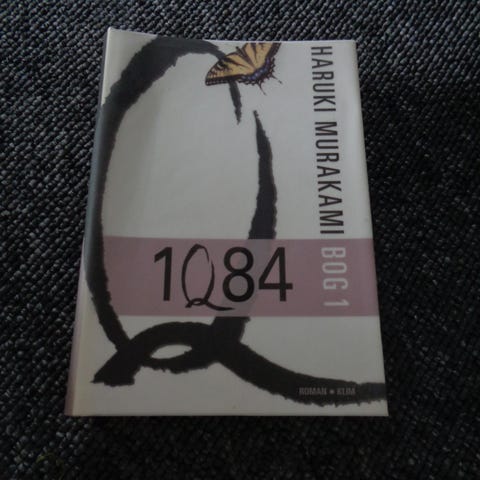 HARUKI MURAKAMI BOG 1
1Q84
ROMAN * KLIM